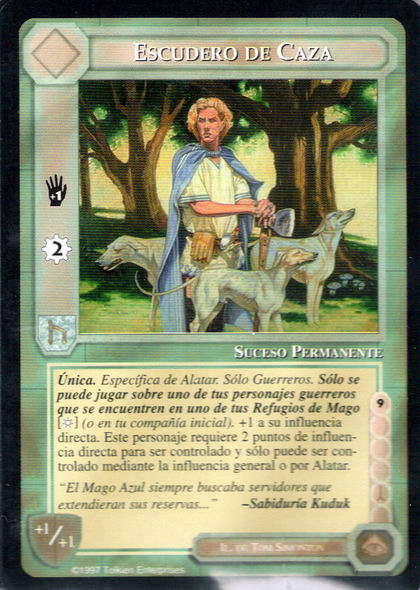 Escudero de Caza
+1
2
Suceso Permanente
Única. Específica de Alatar. Sólo Guerreros. Sólo se
puede jugar sobre uno de tus personajes guerreros
que se encuentren en uno de tus Refugios de Mago
[☼] (o en tu compañía inicial). +1 a su influencia
directa. Este personaje requiere 2 puntos de influen-
cia directa para ser controlado y sólo puede ser con-
trolado mediante la influencia general o por Alatar.
9
“El Mago Azul siempre buscaba servidores que
extendieran sus reservas...” –Sabiduría Kuduk
+1/+1
Il. de Tom Simonton
©1997 Tolkien Enterprises